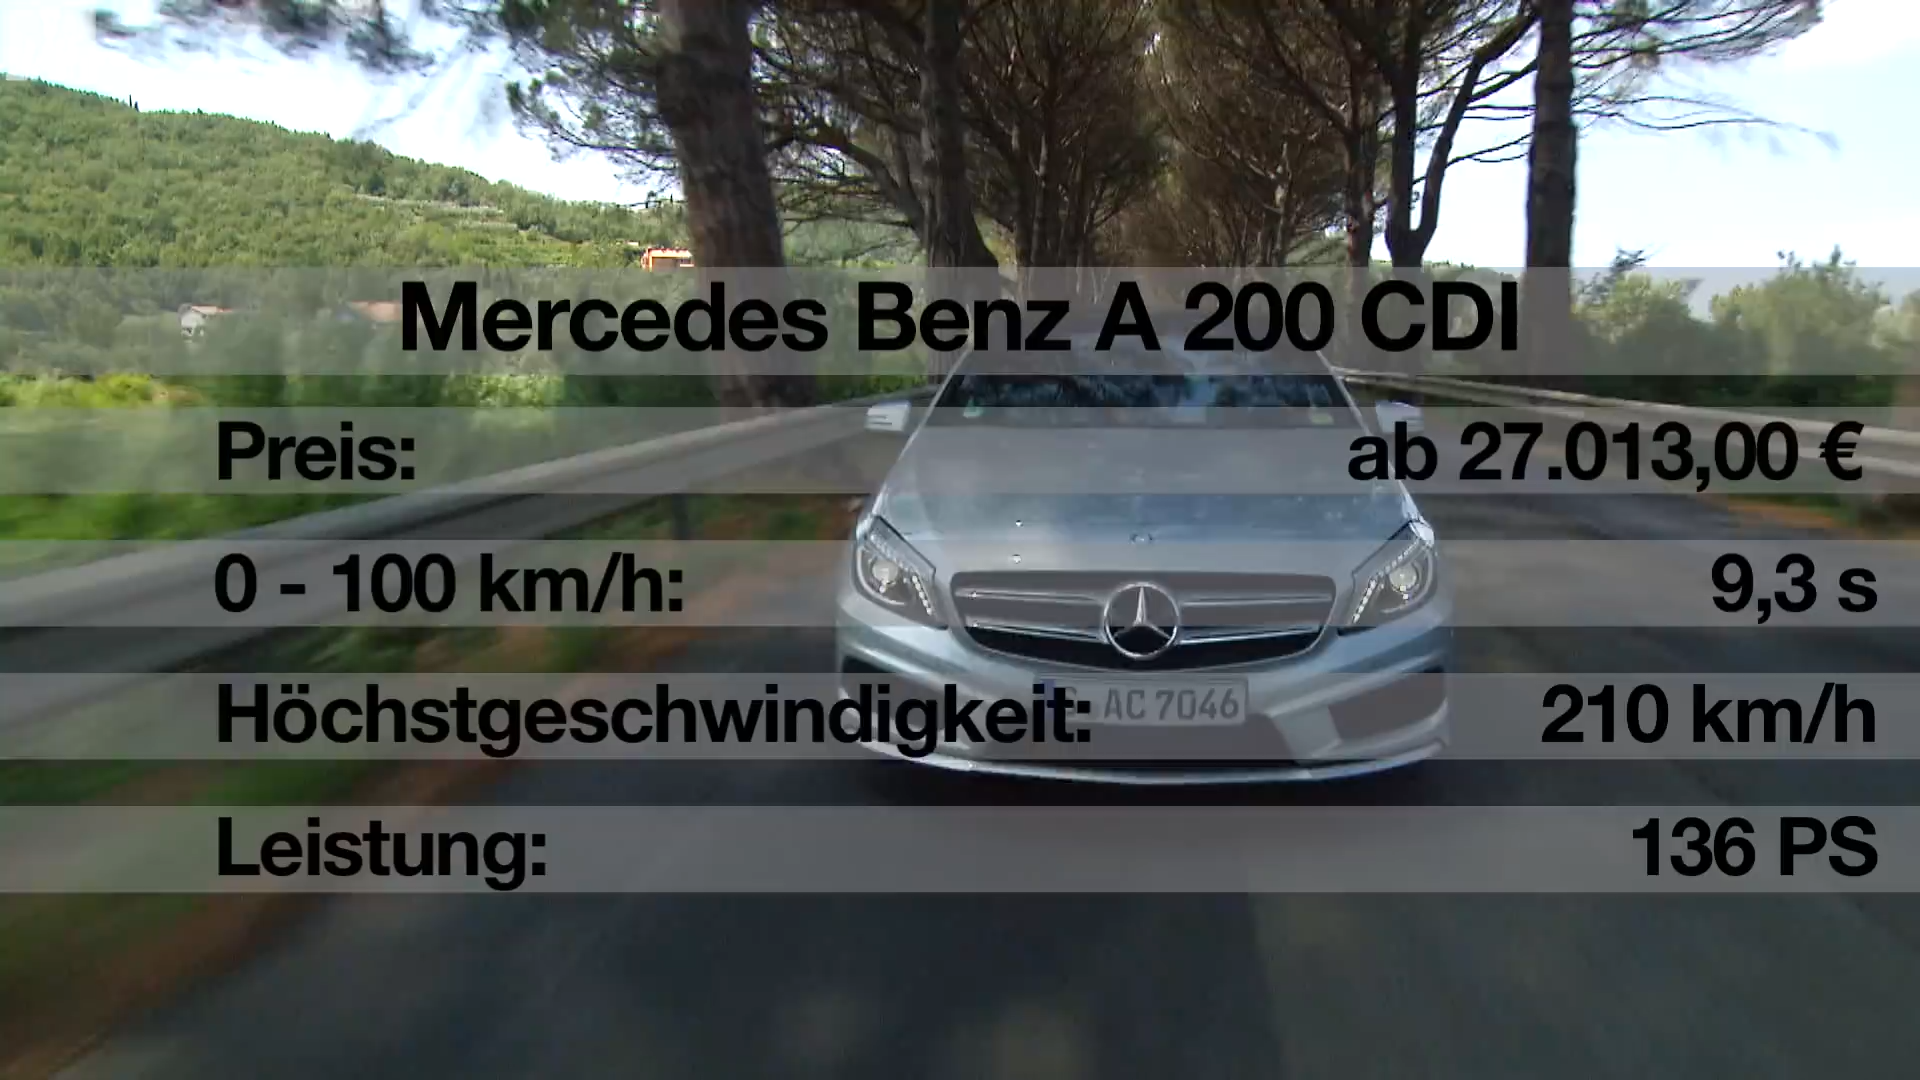 Mercedes Benz A 200 CDI
Preis: ab 27.013,00 €
0 - 100 km/h: 9,3 s
Höchstgeschwindigkeit: 210 km/h
AC 7046
Leistung: 136 PS